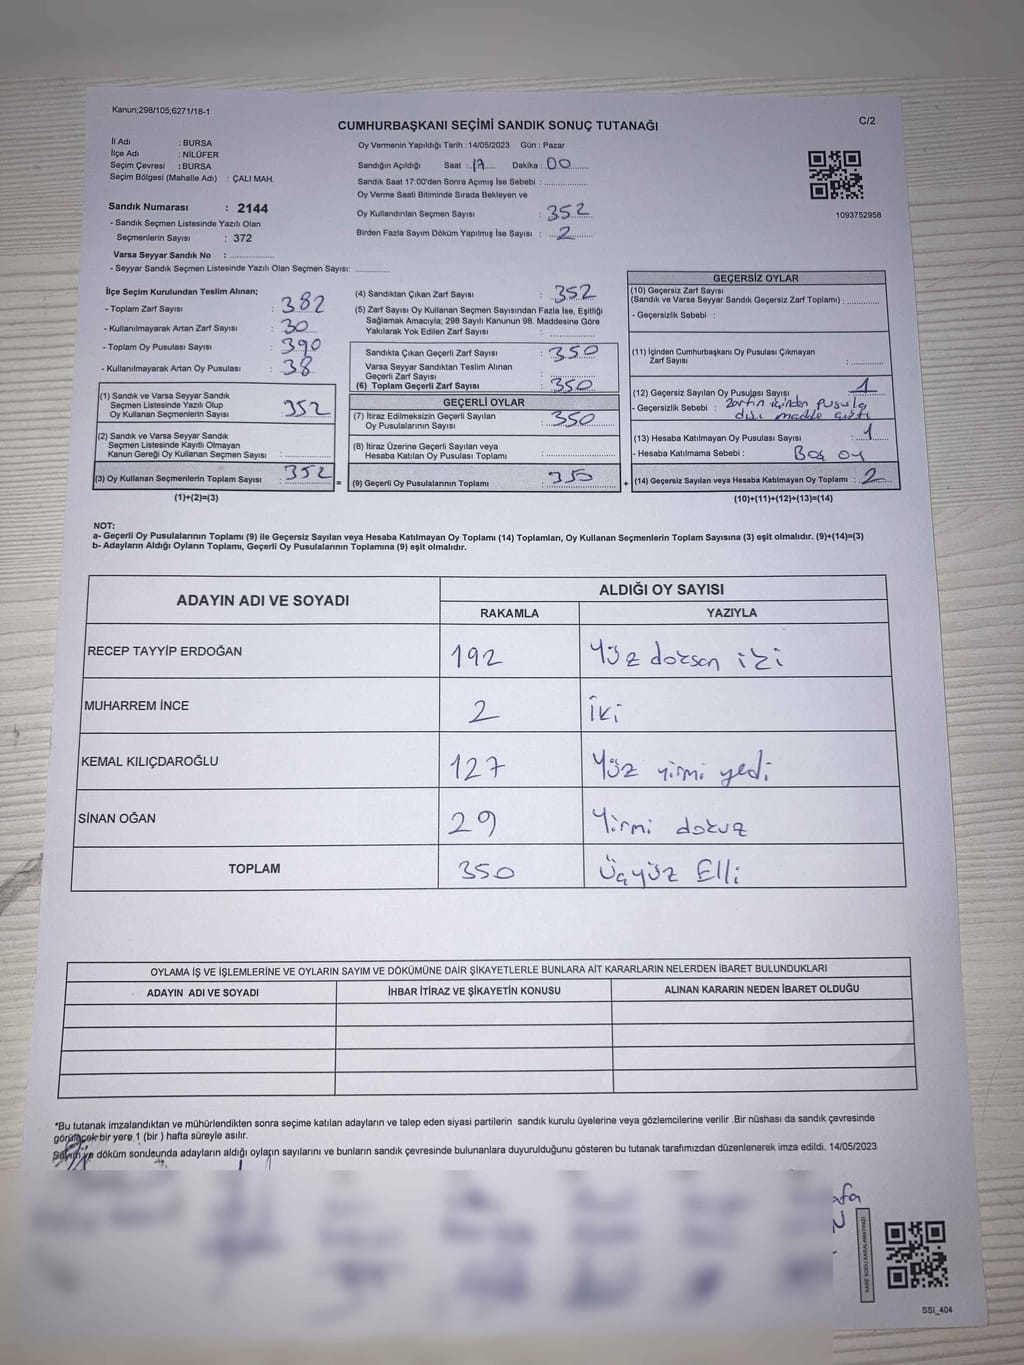 Kanun;298/105;6271/18-1
C/2
CUMHURBAŞKANI SEÇİMİ SANDIK SONUÇ TUTANAĞI
İl Adı : BURSA
İlçe Adı : NİLÜFER
Seçim Çevresi : BURSA
Seçim Bölgesi (Mahalle Adı) : ÇALI MAH.
Sandık Numarası : 2144
- Sandık Seçmen Listesinde Yazılı Olan
Seçmenlerin Sayısı : 372
Varsa Seyyar Sandık No : ..............
- Seyyar Sandık Seçmen Listesinde Yazılı Olan Seçmen Sayısı: ............
Oy Vermenin Yapıldığı Tarih : 14/05/2023 Gün : Pazar
Sandığın Açıldığı Saat : 17 Dakika : 00
Sandık Saat 17:00'den Sonra Açımış İse Sebebi : ..............
Oy Verme Saati Bitiminde Sırada Bekleyen ve
Oy Kullandırılan Seçmen Sayısı : 352
Birden Fazla Sayım Döküm Yapılmış İse Sayısı : 2
1093752958
İlçe Seçim Kurulundan Teslim Alınan;
- Toplam Zarf Sayısı : 382
- Kullanılmayarak Artan Zarf Sayısı : 30
- Toplam Oy Pusulası Sayısı : 390
- Kullanılmayarak Artan Oy Pusulası : 38
(1) Sandık ve Varsa Seyyar Sandık
Seçmen Listesinde Yazılı Olup
Oy Kullanan Seçmenlerin Sayısı : 352
(2) Sandık ve Varsa Seyyar Sandık
Seçmen Listesinde Kayıtlı Olmayan
Kanun Gereği Oy Kullanan Seçmen Sayısı : ............
(3) Oy Kullanan Seçmenlerin Toplam Sayısı : 352
(1)+(2)=(3)
(4) Sandıktan Çıkan Zarf Sayısı : 352
(5) Zarf Sayısı Oy Kullanan Seçmen Sayısından Fazla İse, Eşitliği
Sağlamak Amacıyla; 298 Sayılı Kanunun 98. Maddesine Göre
Yakılarak Yok Edilen Zarf Sayısı : ............
Sandıkta Çıkan Geçerli Zarf Sayısı : 350
Varsa Seyyar Sandıktan Teslim Alınan
Geçerli Zarf Sayısı : ............
(6) Toplam Geçerli Zarf Sayısı : 350
GEÇERLİ OYLAR
(7) İtiraz Edilmeksizin Geçerli Sayılan
Oy Pusulalarının Sayısı : 350
(8) İtiraz Üzerine Geçerli Sayılan veya
Hesaba Katılan Oy Pusulası Toplamı : ............
= (9) Geçerli Oy Pusulalarının Toplamı : 350
GEÇERSİZ OYLAR
(10) Geçersiz Zarf Sayısı
(Sandık ve Varsa Seyyar Sandık Geçersiz Zarf Toplamı) : ............
- Geçersizlik Sebebi :
(11) İçinden Cumhurbaşkanı Oy Pusulası Çıkmayan
Zarf Sayısı : ............
(12) Geçersiz Sayılan Oy Pusulası Sayısı : 1
- Geçersizlik Sebebi : Zarfın içinden pusula
dışı madde çıktı
(13) Hesaba Katılmayan Oy Pusulası Sayısı : 1
- Hesaba Katılmama Sebebi : Boş oy
+ (14) Geçersiz Sayılan veya Hesaba Katılmayan Oy Toplamı : 2
(10)+(11)+(12)+(13)=(14)
NOT:
a- Geçerli Oy Pusulalarının Toplamı (9) ile Geçersiz Sayılan veya Hesaba Katılmayan Oy Toplamı (14) Toplamları, Oy Kullanan Seçmenlerin Toplam Sayısına (3) eşit olmalıdır. (9)+(14)=(3)
b- Adayların Aldığı Oyların Toplamı, Geçerli Oy Pusulalarının Toplamına (9) eşit olmalıdır.
ADAYIN ADI VE SOYADI ALDIĞI OY SAYISI
RAKAMLA YAZIYLA
RECEP TAYYİP ERDOĞAN 192 Yüz doksan iki
MUHARREM İNCE 2 İki
KEMAL KILIÇDAROĞLU 127 Yüz yirmi yedi
SİNAN OĞAN 29 Yirmi dokuz
TOPLAM 350 Üçyüz Elli
OYLAMA İŞ VE İŞLEMLERİNE VE OYLARIN SAYIM VE DÖKÜMÜNE DAİR ŞİKAYETLERLE BUNLARA AİT KARARLARIN NELERDEN İBARET BULUNDUKLARI
ADAYIN ADI VE SOYADI İHBAR İTİRAZ VE ŞİKAYETİN KONUSU ALINAN KARARIN NEDEN İBARET OLDUĞU
*Bu tutanak imzalandıktan ve mühürlendikten sonra seçime katılan adayların ve talep eden siyasi partilerin sandık kurulu üyelerine veya gözlemcilerine verilir .Bir nüshası da sandık çevresinde
görülecek bir yere 1 (bir ) hafta süreyle asılır.
Sayım ve döküm sonucunda adayların aldığı oyların sayılarını ve bunların sandık çevresinde bulunanlara duyurulduğunu gösteren bu tutanak tarafımızdan düzenlenerek imza edildi. 14/05/2023
KARE KODU KARALAMAYINIZ!
SSI_404